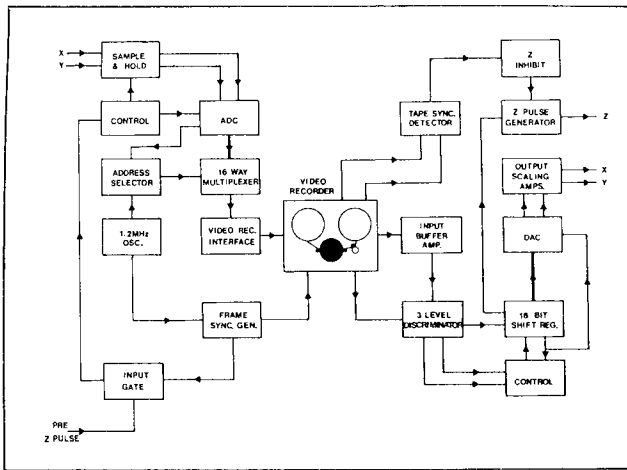 X
Y
SAMPLE
& HOLD
CONTROL
ADC
ADDRESS
SELECTOR
16 WAY
MULTIPLEXER
1.2MHz
OSC.
VIDEO REC.
INTERFACE
FRAME
SYNC. GEN.
INPUT
GATE
PRE
Z PULSE
VIDEO
RECORDER
TAPE SYNC.
DETECTOR
INPUT
BUFFER
AMP.
3 LEVEL
DISCRIMINATOR
Z
INHIBIT
Z PULSE
GENERATOR
Z
OUTPUT
SCALING
AMPS.
X
Y
DAC
16 BIT
SHIFT REG.
CONTROL